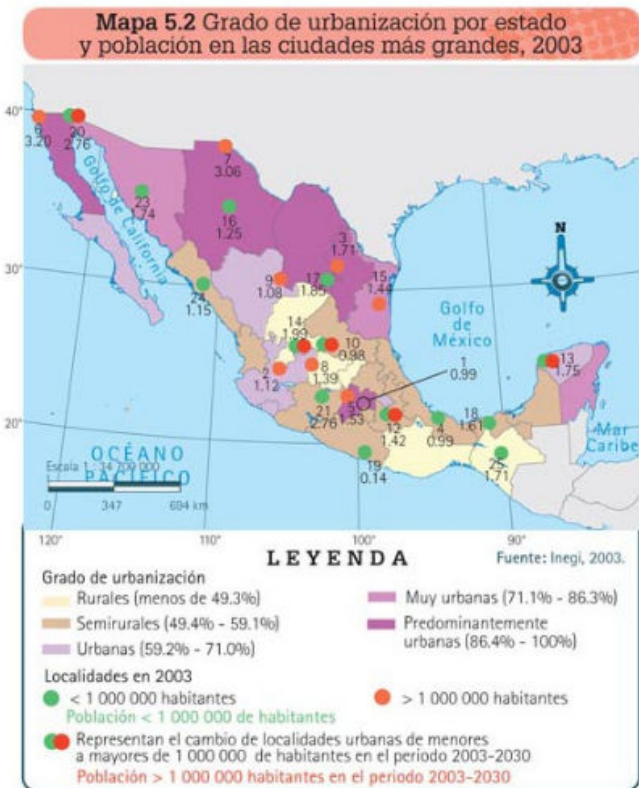 Mapa 5.2 Grado de urbanización por estado
y población en las ciudades más grandes, 2003
40°
30°
20°
6
3.20
20
2.76
7
3.06
23
1.74
16
1.25
3
1.71
24
1.15
9
1.08
17
1.85
15
1.44
14
1.99
10
0.98
2
1.12
8
1.39
1
0.99
13
1.75
21
2.76
5
1.53
12
1.42
4
0.99
18
1.61
19
0.14
25
1.71
Golfo de California
Golfo
de
México
N
Mar
Caribe
OCÉANO
PACÍFICO
Escala 1 : 14 700 000
0 347 694 km
120° 110° 100° 90°
LEYENDA
Fuente: Inegi, 2003.
Grado de urbanización
Rurales (menos de 49.3%)
Semirurales (49.4% - 59.1%)
Urbanas (59.2% - 71.0%)
Muy urbanas (71.1% - 86.3%)
Predominantemente
urbanas (86.4% - 100%)
Localidades en 2003
< 1 000 000 habitantes
Población < 1 000 000 de habitantes
> 1 000 000 habitantes
Representan el cambio de localidades urbanas de menores
a mayores de 1 000 000 de habitantes en el periodo 2003-2030
Población > 1 000 000 habitantes en el periodo 2003-2030